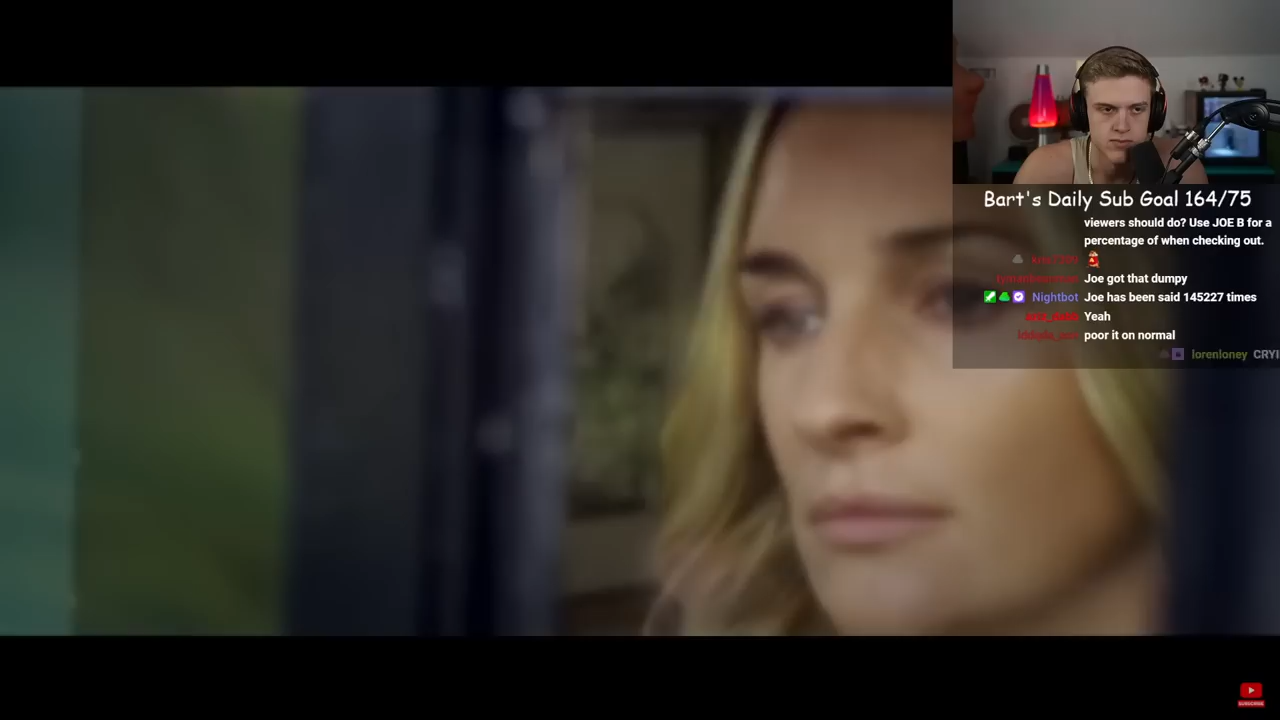 Bart's Daily Sub Goal 164/75
viewers should do? Use JOE B for a
percentage of when checking out.
Joe got that dumpy
Nightbot Joe has been said 145227 times
Yeah
poor it on normal
lorenloney CRYI
SUBSCRIBE